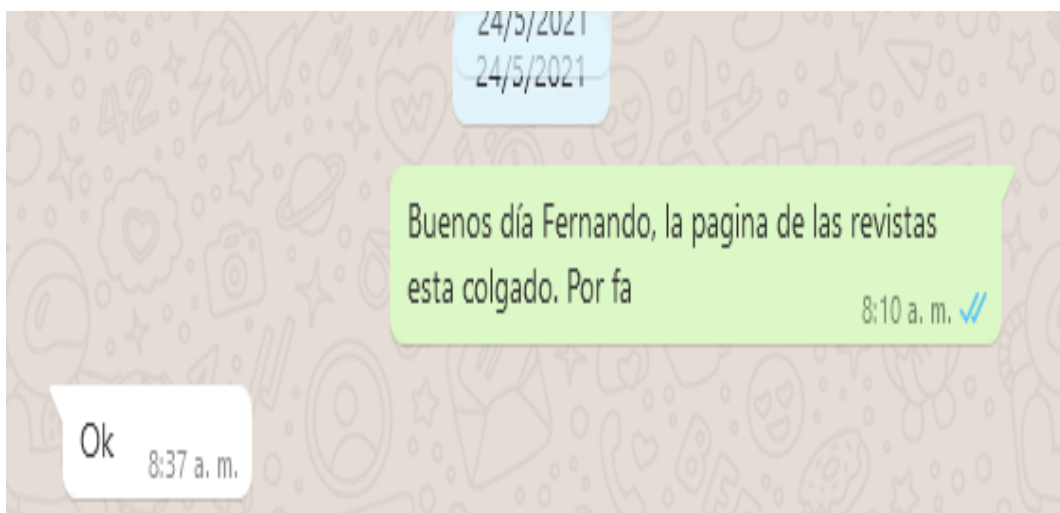 24/5/2021
24/5/2021
Buenos día Fernando, la pagina de las revistas
esta colgado. Por fa
8:10 a. m.
Ok
8:37 a. m.